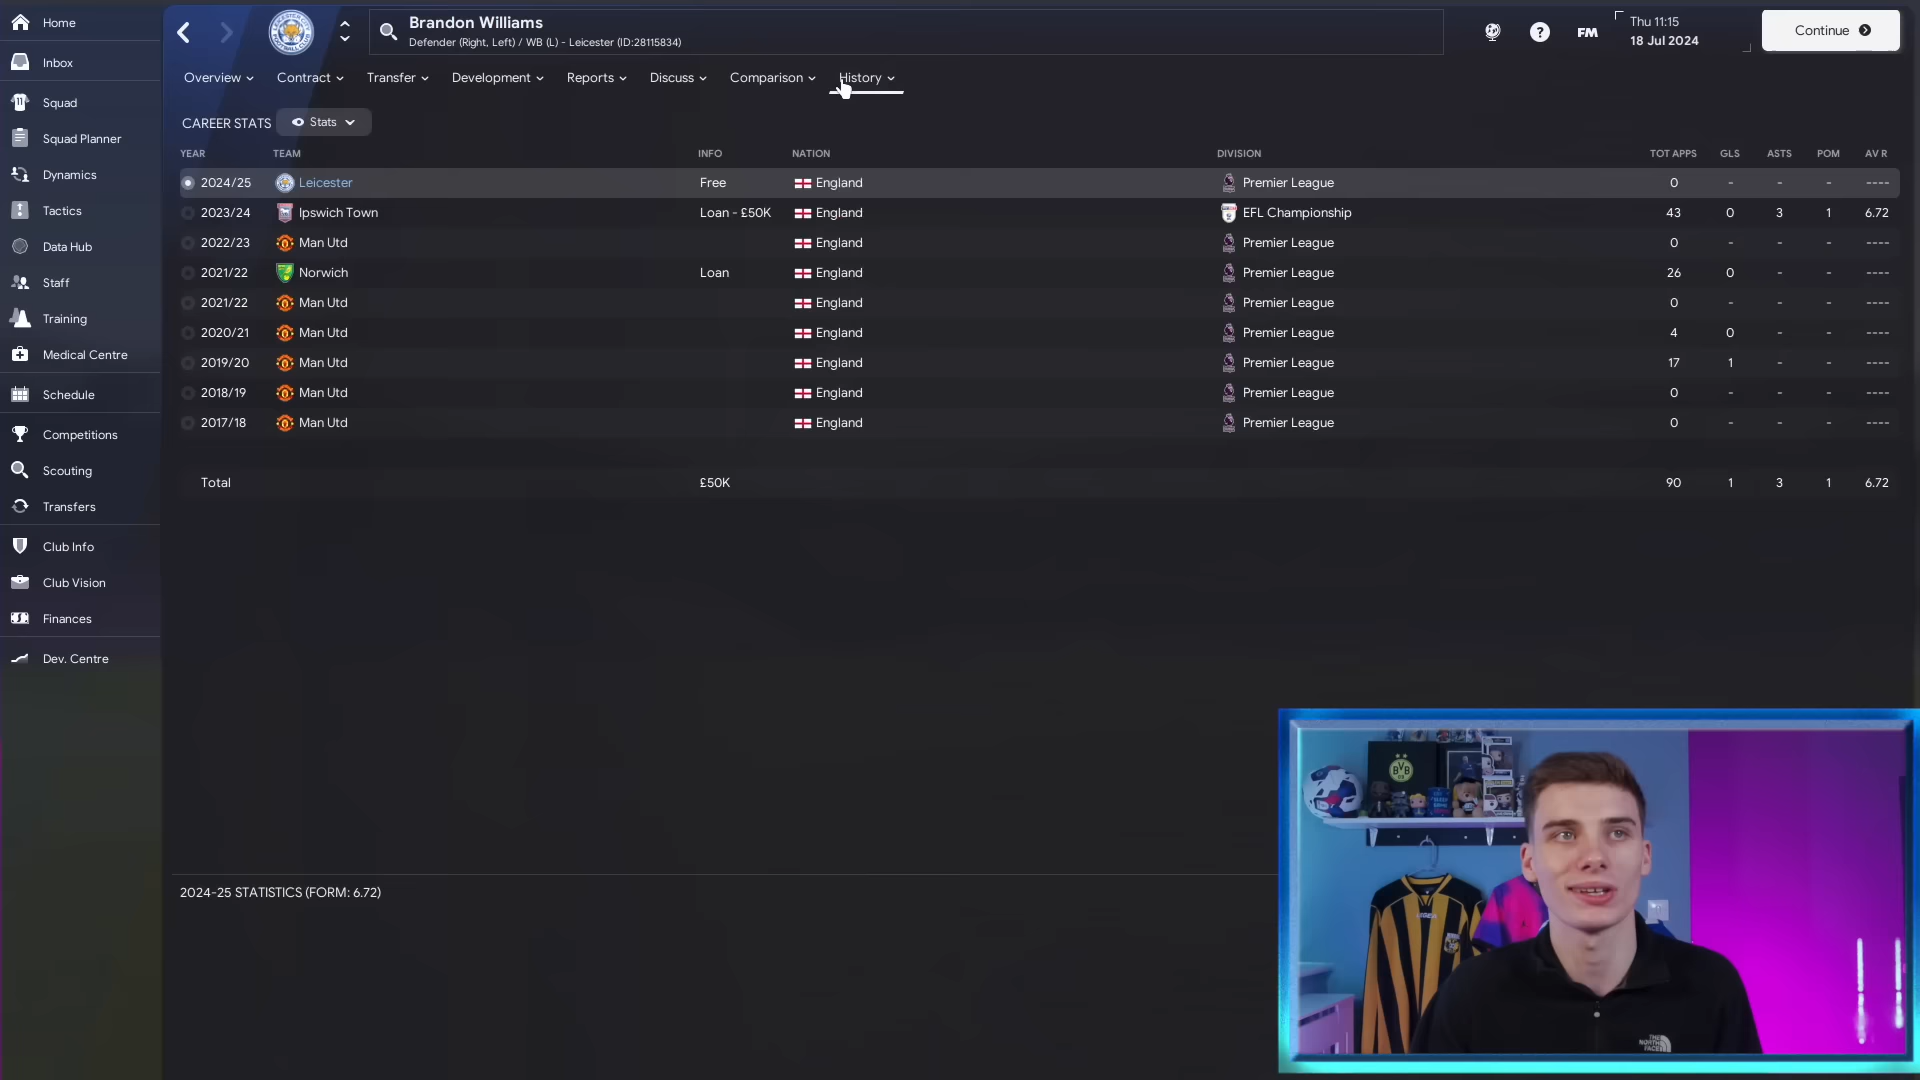 Home
Inbox
Squad
Squad Planner
Dynamics
Tactics
Data Hub
Staff
Training
Medical Centre
Schedule
Competitions
Scouting
Transfers
Club Info
Club Vision
Finances
Dev. Centre
Brandon Williams
Defender (Right, Left) / WB (L) - Leicester (ID:28115834)
FM
Thu 11:15
18 Jul 2024
Continue
Overview Contract Transfer Development Reports Discuss Comparison History
CAREER STATS Stats
YEAR TEAM INFO NATION DIVISION TOT APPS GLS ASTS POM AV R
2024/25 Leicester Free England Premier League 0 - - - ----
2023/24 Ipswich Town Loan - £50K England EFL Championship 43 0 3 1 6.72
2022/23 Man Utd England Premier League 0 - - - ----
2021/22 Norwich Loan England Premier League 26 0 - - ----
2021/22 Man Utd England Premier League 0 - - - ----
2020/21 Man Utd England Premier League 4 0 - - ----
2019/20 Man Utd England Premier League 17 1 - - ----
2018/19 Man Utd England Premier League 0 - - - ----
2017/18 Man Utd England Premier League 0 - - - ----
Total £50K 90 1 3 1 6.72
2024-25 STATISTICS (FORM: 6.72)
BVB
09
THE
NORTH
FACE